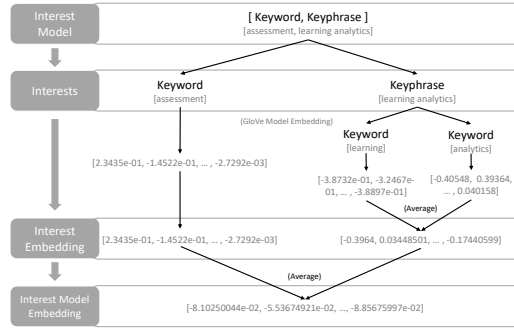 Interest
Model
[ Keyword, Keyphrase ]
[assessment, learning analytics]
Interests
Keyword
[assessment]
Keyphrase
[learning analytics]
(GloVe Model Embedding)
Keyword
[learning]
Keyword
[analytics]
[2.3435e-01, -1.4522e-01, ... , -2.7292e-03]
[-3.8732e-01, -3.2467e-
01, ... , -3.8897e-01]
[-0.40548, 0.39364,
... , 0.040158]
(Average)
Interest
Embedding
[2.3435e-01, -1.4522e-01, ... , -2.7292e-03]
[-0.3964, 0.03448501, ... , -0.17440599]
(Average)
Interest Model
Embedding
[-8.10250044e-02, -5.53674921e-02, ..., -8.85675997e-02]